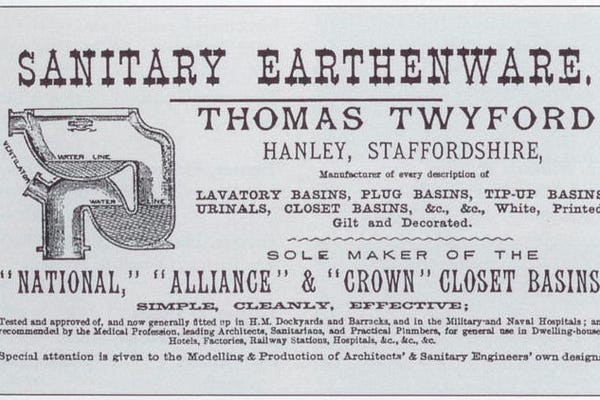 SANITARY EARTHENWARE.
THOMAS TWYFORD
HANLEY, STAFFORDSHIRE,
Manufacturer of every description of
LAVATORY BASINS, PLUG BASINS, TIP-UP BASINS
URINALS, CLOSET BASINS, &c., &c., White, Printed
Gilt and Decorated.
VENTILATOR
WATER LINE
WATER LINE
SOLE MAKER OF THE
"NATIONAL," "ALLIANCE" & "CROWN" CLOSET BASINS
SIMPLE, CLEANLY, EFFECTIVE;
Tested and approved of, and now generally fitted up in H.M. Dockyards and Barracks, and in the Military and Naval Hospitals; an
recommended by the Medical Profession, leading Architects, Sanitarians, and Practical Plumbers, for general use in Dwelling-house
Hotels, Factories, Railway Stations, Hospitals, &c., &c., &c.
Special attention is given to the Modelling & Production of Architects' & Sanitary Engineers' own design